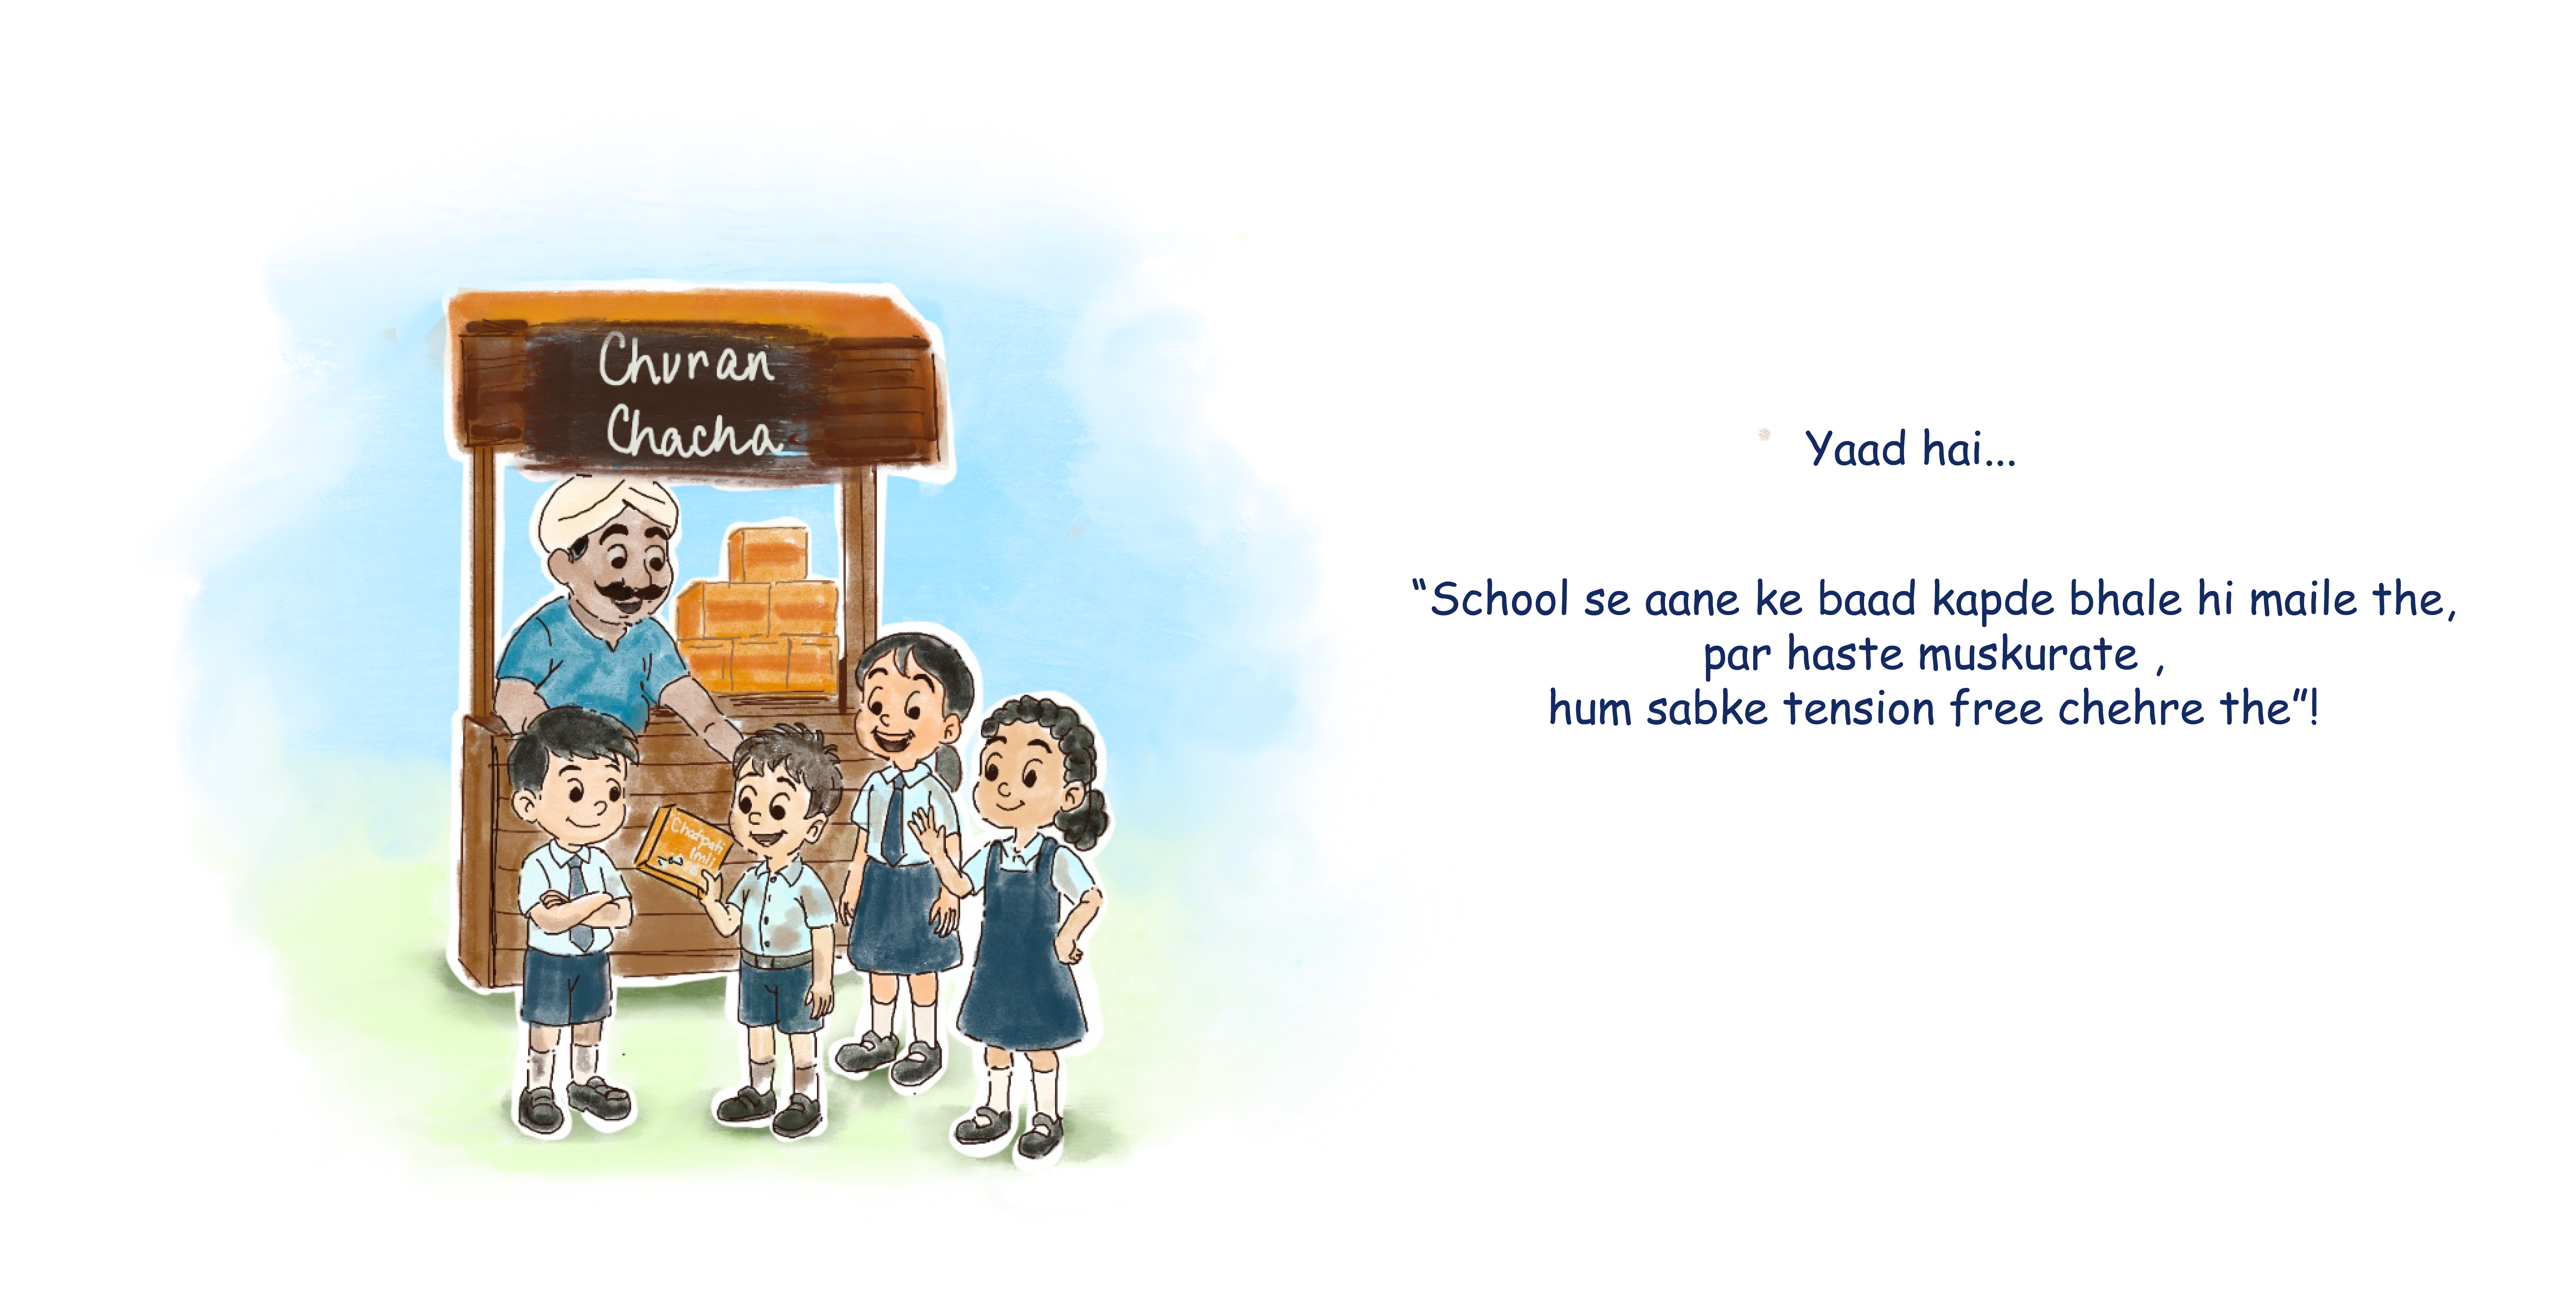 Churan
Chacha
Chatpati
Imli
Yaad hai...
“School se aane ke baad kapde bhale hi maile the,
par haste muskurate ,
hum sabke tension free chehre the”!